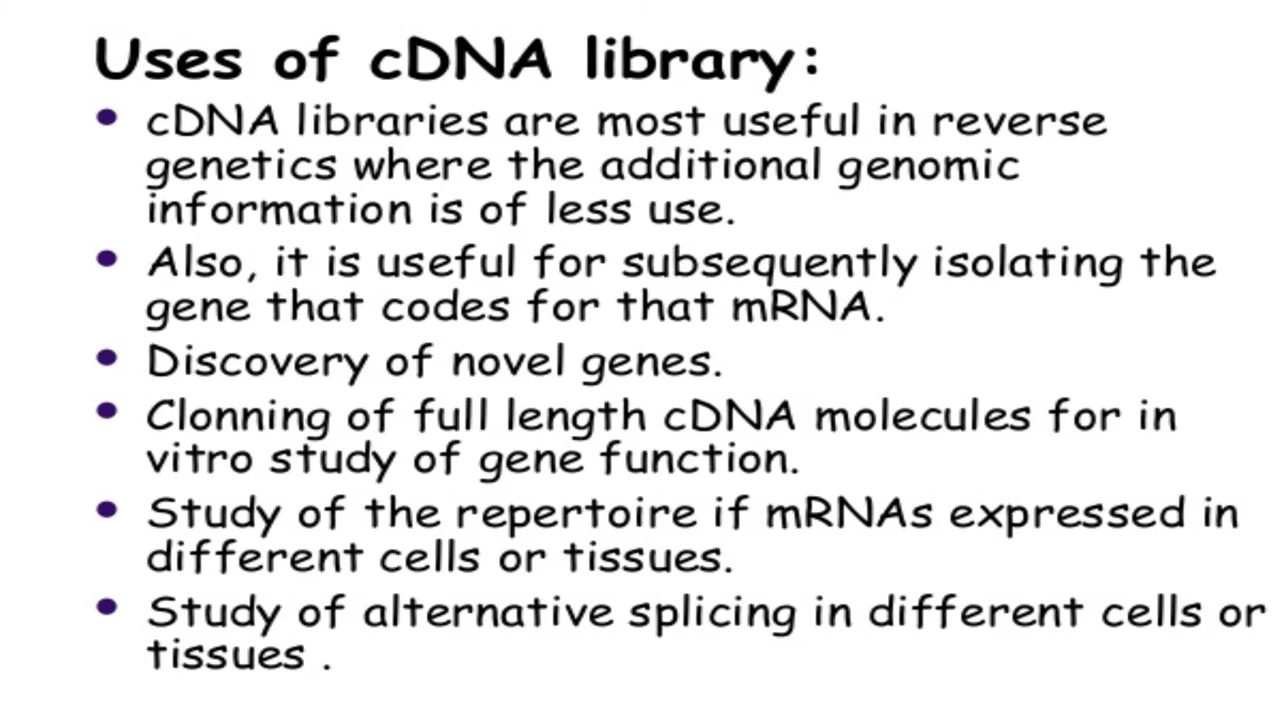 Uses of cDNA library:
• cDNA libraries are most useful in reverse
genetics where the additional genomic
information is of less use.
• Also, it is useful for subsequently isolating the
gene that codes for that mRNA.
• Discovery of novel genes.
• Clonning of full length cDNA molecules for in
vitro study of gene function.
• Study of the repertoire if mRNAs expressed in
different cells or tissues.
• Study of alternative splicing in different cells or
tissues .